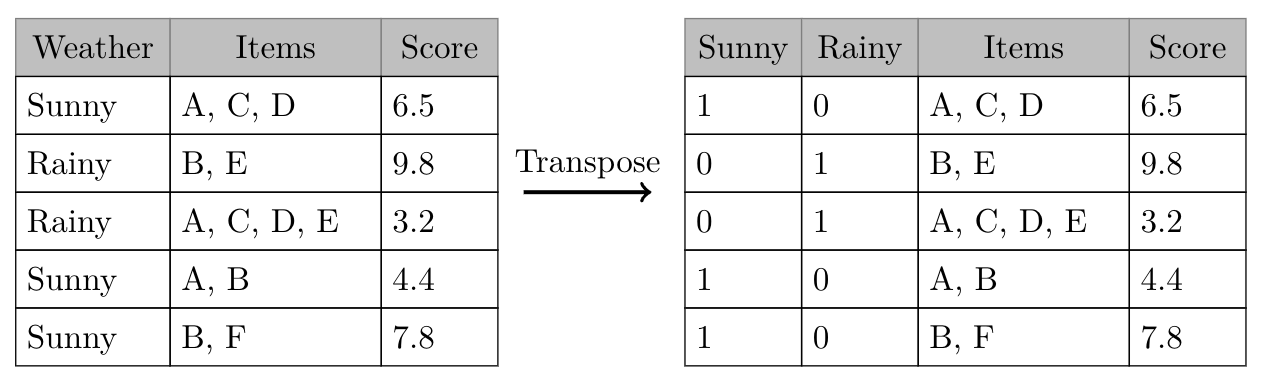 Weather Items Score
Sunny A, C, D 6.5
Rainy B, E 9.8
Rainy A, C, D, E 3.2
Sunny A, B 4.4
Sunny B, F 7.8
Transpose
Sunny Rainy Items Score
1 0 A, C, D 6.5
0 1 B, E 9.8
0 1 A, C, D, E 3.2
1 0 A, B 4.4
1 0 B, F 7.8